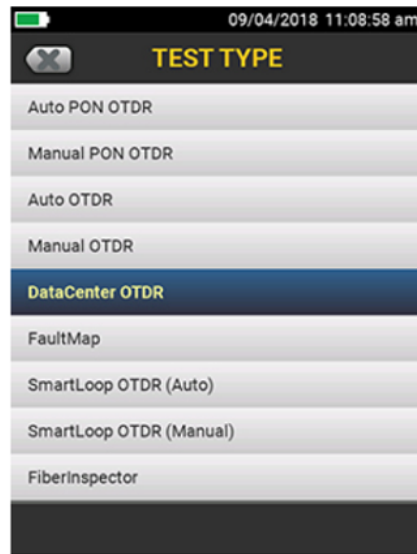 09/04/2018 11:08:58 am
TEST TYPE
Auto PON OTDR
Manual PON OTDR
Auto OTDR
Manual OTDR
DataCenter OTDR
FaultMap
SmartLoop OTDR (Auto)
SmartLoop OTDR (Manual)
FiberInspector